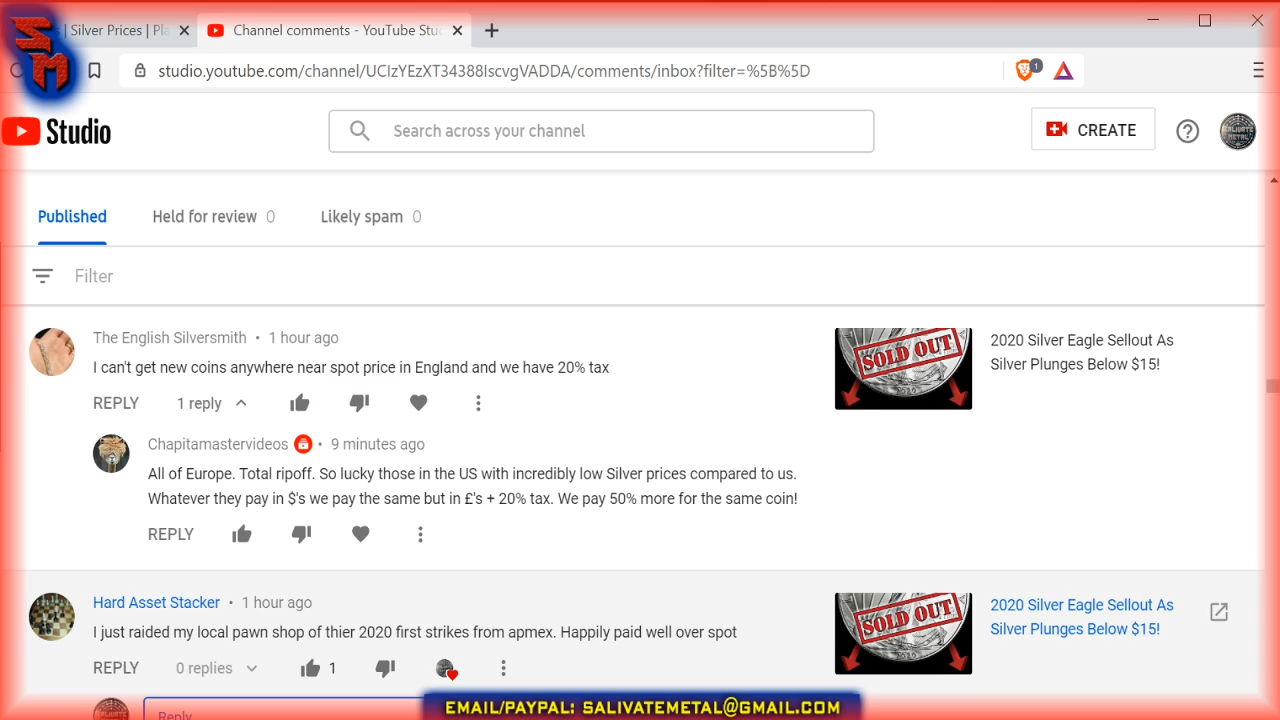 SM
| Silver Prices | Pla
Channel comments - YouTube Stud
studio.youtube.com/channel/UCIzYEzXT34388IscvgVADDA/comments/inbox?filter=%5B%5D
1
Studio
Search across your channel
CREATE
Published
Held for review 0
Likely spam 0
Filter
The English Silversmith • 1 hour ago
I can't get new coins anywhere near spot price in England and we have 20% tax
REPLY 1 reply
SOLD OUT
2020 Silver Eagle Sellout As
Silver Plunges Below $15!
Chapitamastervideos • 9 minutes ago
All of Europe. Total ripoff. So lucky those in the US with incredibly low Silver prices compared to us.
Whatever they pay in $'s we pay the same but in £'s + 20% tax. We pay 50% more for the same coin!
REPLY
Hard Asset Stacker • 1 hour ago
I just raided my local pawn shop of thier 2020 first strikes from apmex. Happily paid well over spot
REPLY 0 replies 1
SOLD OUT
2020 Silver Eagle Sellout As
Silver Plunges Below $15!
Reply
EMAIL/PAYPAL: SALIVATEMETAL@GMAIL.COM